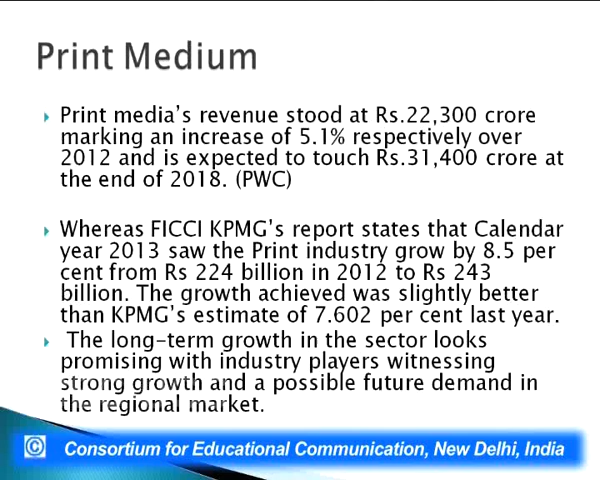 Print Medium
Print media's revenue stood at Rs.22,300 crore
marking an increase of 5.1% respectively over
2012 and is expected to touch Rs.31,400 crore at
the end of 2018. (PWC)
Whereas FICCI KPMG's report states that Calendar
year 2013 saw the Print industry grow by 8.5 per
cent from Rs 224 billion in 2012 to Rs 243
billion. The growth achieved was slightly better
than KPMG's estimate of 7.602 per cent last year.
The long-term growth in the sector looks
promising with industry players witnessing
strong growth and a possible future demand in
the regional market.
© Consortium for Educational Communication, New Delhi, India